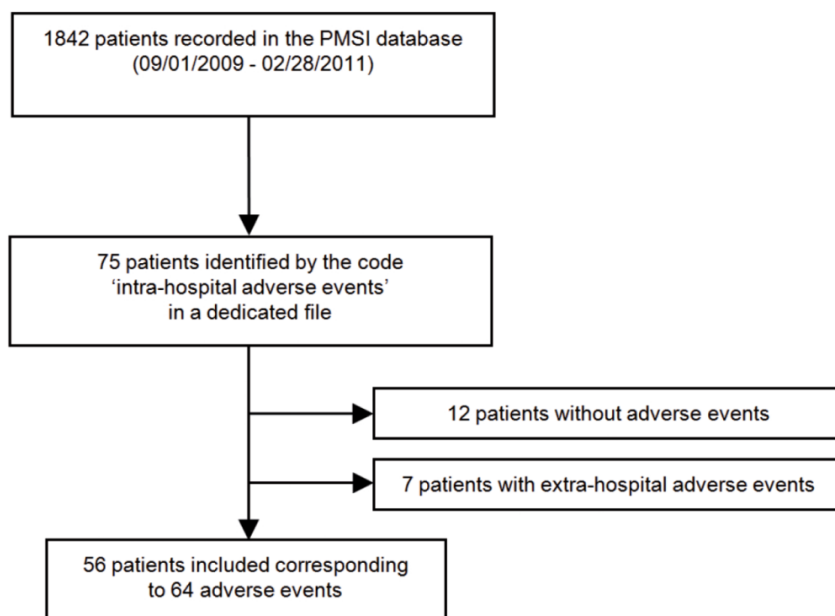 1842 patients recorded in the PMSI database
(09/01/2009 - 02/28/2011)
75 patients identified by the code
‘intra-hospital adverse events’
in a dedicated file
12 patients without adverse events
7 patients with extra-hospital adverse events
56 patients included corresponding
to 64 adverse events